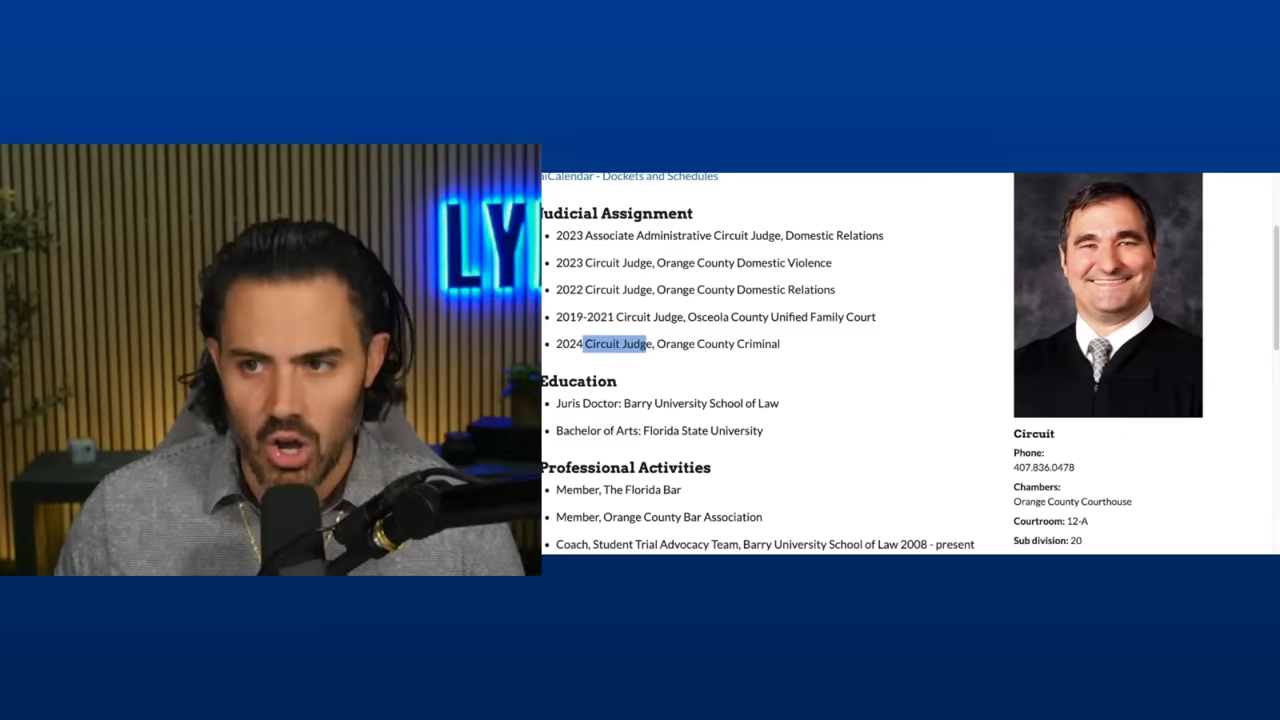 LY
iCalendar - Dockets and Schedules
Judicial Assignment
• 2023 Associate Administrative Circuit Judge, Domestic Relations
• 2023 Circuit Judge, Orange County Domestic Violence
• 2022 Circuit Judge, Orange County Domestic Relations
• 2019-2021 Circuit Judge, Osceola County Unified Family Court
• 2024 Circuit Judge, Orange County Criminal
Education
• Juris Doctor: Barry University School of Law
• Bachelor of Arts: Florida State University
Professional Activities
• Member, The Florida Bar
• Member, Orange County Bar Association
• Coach, Student Trial Advocacy Team, Barry University School of Law 2008 - present
Circuit
Phone:
407.836.0478
Chambers:
Orange County Courthouse
Courtroom: 12-A
Sub division: 20